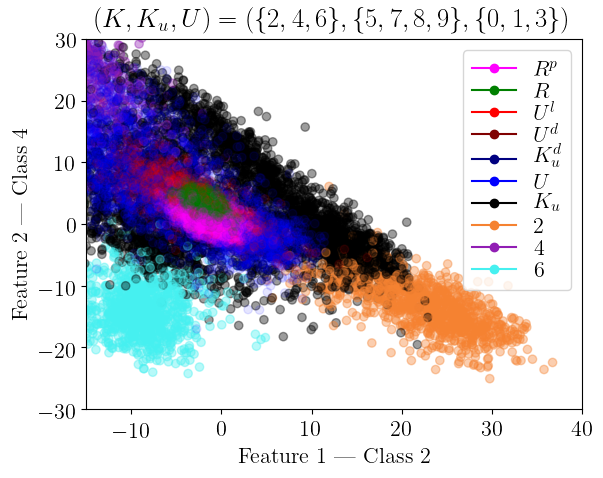 (K, K_u, U) = ({2, 4, 6}, {5, 7, 8, 9}, {0, 1, 3})
30
20
10
0
−10
−20
−30
Feature 2 — Class 4
R^p
R
U^l
U^d
K_u^d
U
K_u
2
4
6
−10
0
10
20
30
40
Feature 1 — Class 2